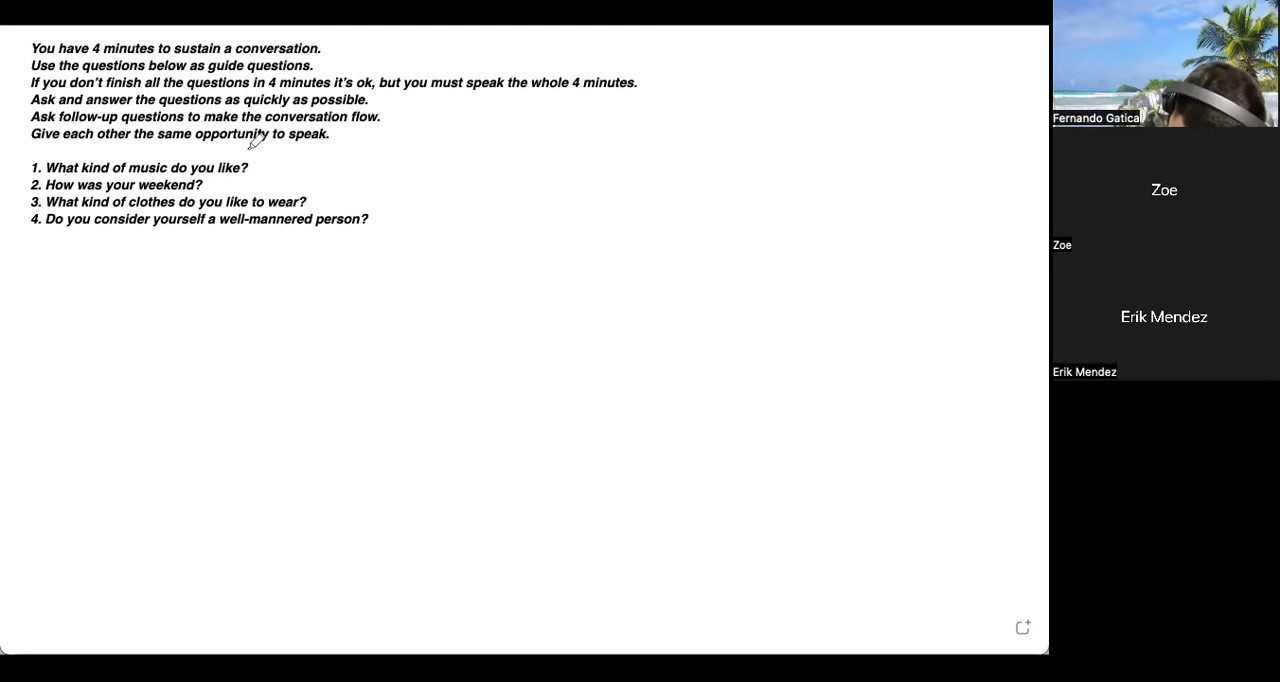 You have 4 minutes to sustain a conversation.
Use the questions below as guide questions.
If you don't finish all the questions in 4 minutes it's ok, but you must speak the whole 4 minutes.
Ask and answer the questions as quickly as possible.
Ask follow-up questions to make the conversation flow.
Give each other the same opportunity to speak.
1. What kind of music do you like?
2. How was your weekend?
3. What kind of clothes do you like to wear?
4. Do you consider yourself a well-mannered person?
Fernando Gatica
Zoe
Zoe
Erik Mendez
Erik Mendez